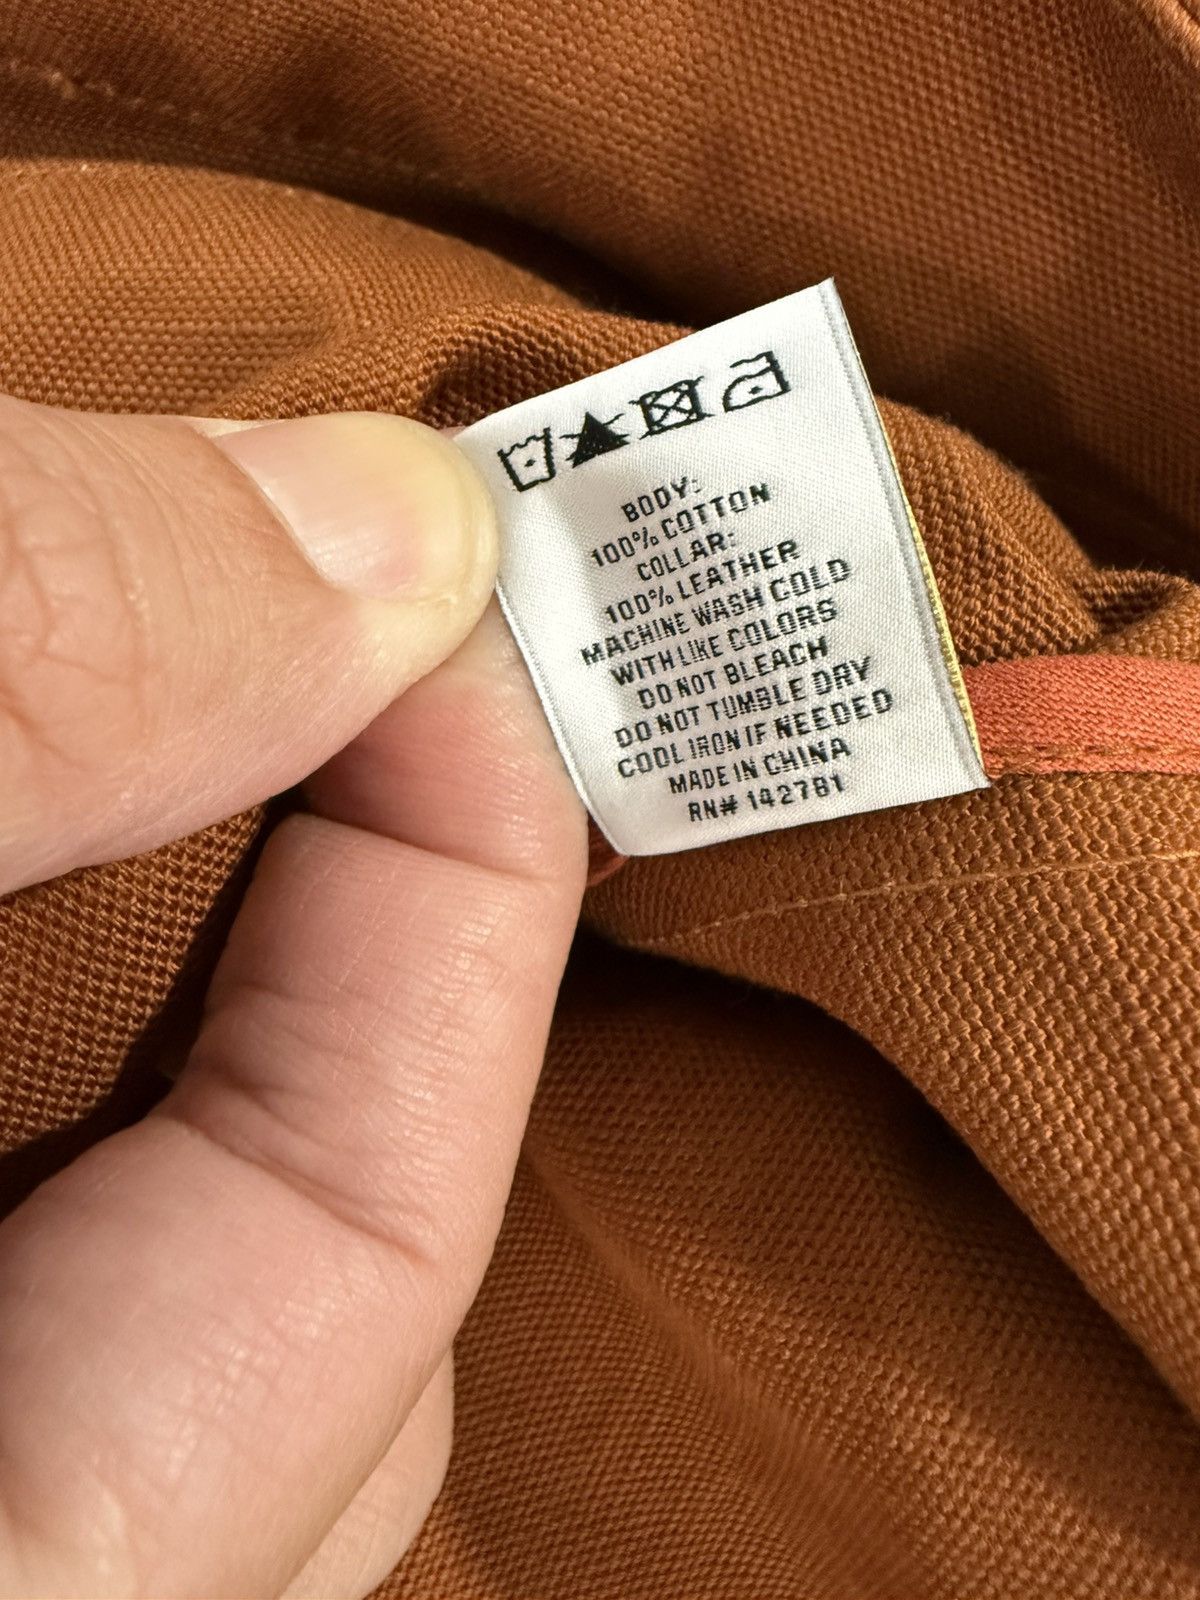 BODY:
100% COTTON
COLLAR:
100% LEATHER
MACHINE WASH COLD
WITH LIKE COLORS
DO NOT BLEACH
DO NOT TUMBLE DRY
COOL IRON IF NEEDED
MADE IN CHINA
RN# 142781